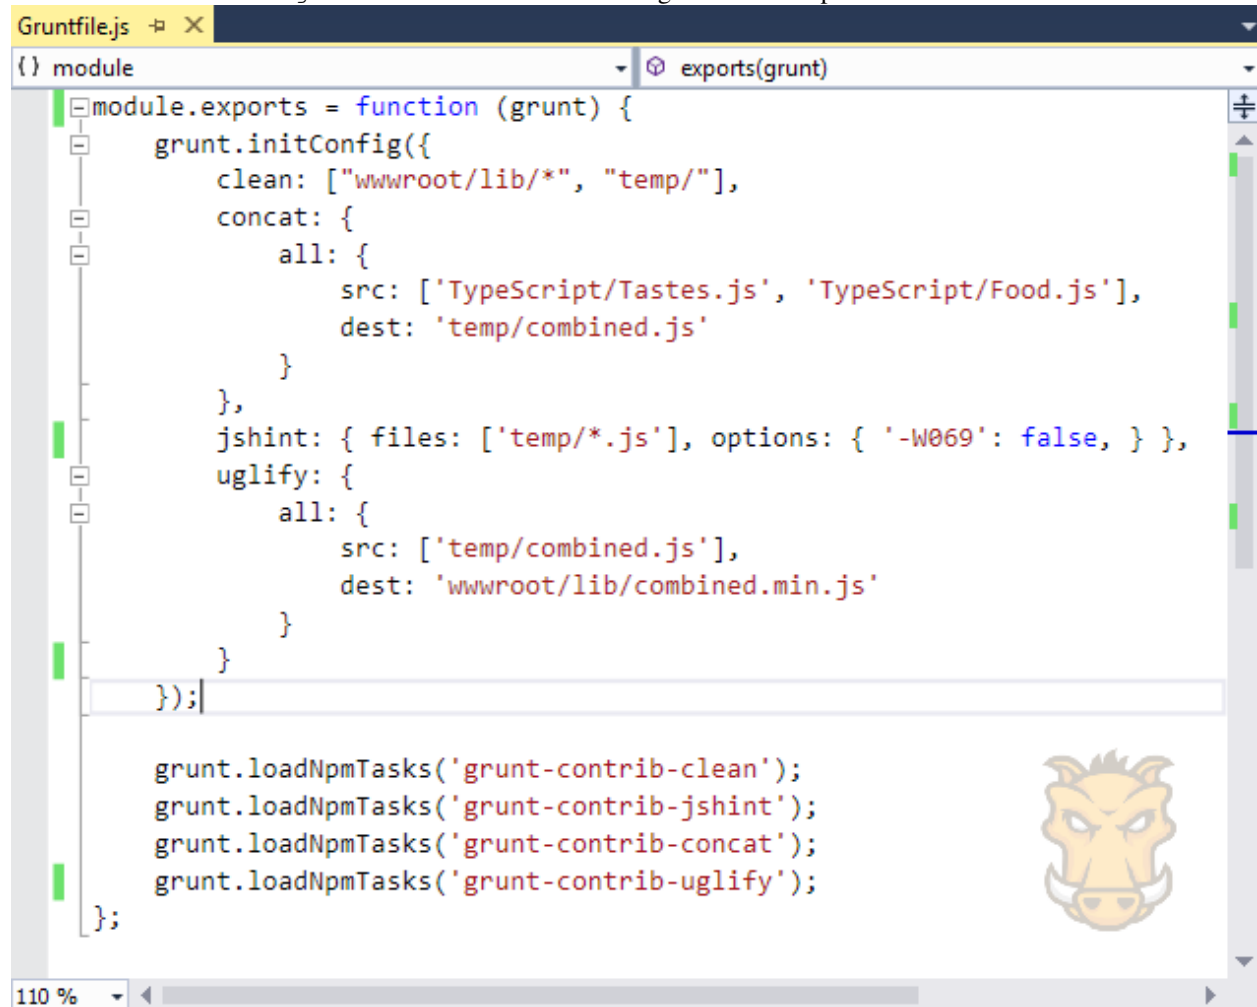 Gruntfile.js
{} module
exports(grunt)
module.exports = function (grunt) {
    grunt.initConfig({
        clean: ["wwwroot/lib/*", "temp/"],
        concat: {
            all: {
                src: ['TypeScript/Tastes.js', 'TypeScript/Food.js'],
                dest: 'temp/combined.js'
            }
        },
        jshint: { files: ['temp/*.js'], options: { '-W069': false, } },
        uglify: {
            all: {
                src: ['temp/combined.js'],
                dest: 'wwwroot/lib/combined.min.js'
            }
        }
    });
    grunt.loadNpmTasks('grunt-contrib-clean');
    grunt.loadNpmTasks('grunt-contrib-jshint');
    grunt.loadNpmTasks('grunt-contrib-concat');
    grunt.loadNpmTasks('grunt-contrib-uglify');
};
110 %